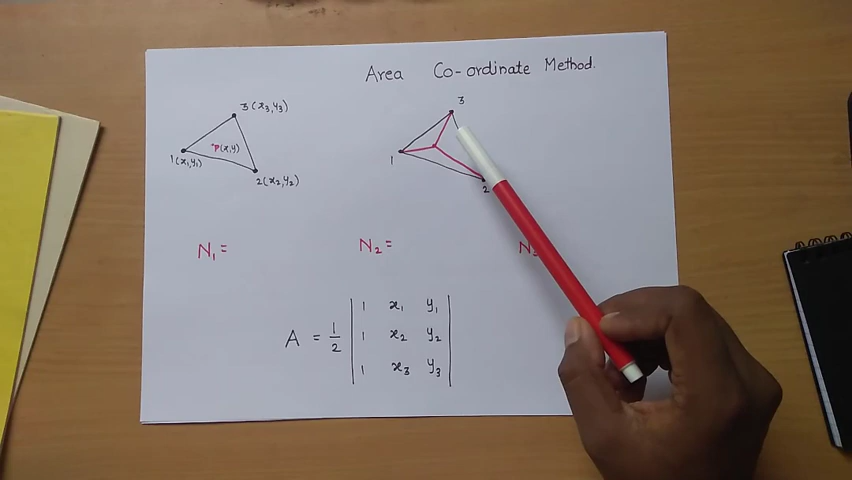 Area Co-ordinate Method.
3 (x3, y3)
P(x,y)
1(x1, y1)
2(x2, y2)
3
1
2
N1 =
N2 =
N3
A = 1/2 | 1 x1 y1 |
| 1 x2 y2 |
| 1 x3 y3 |